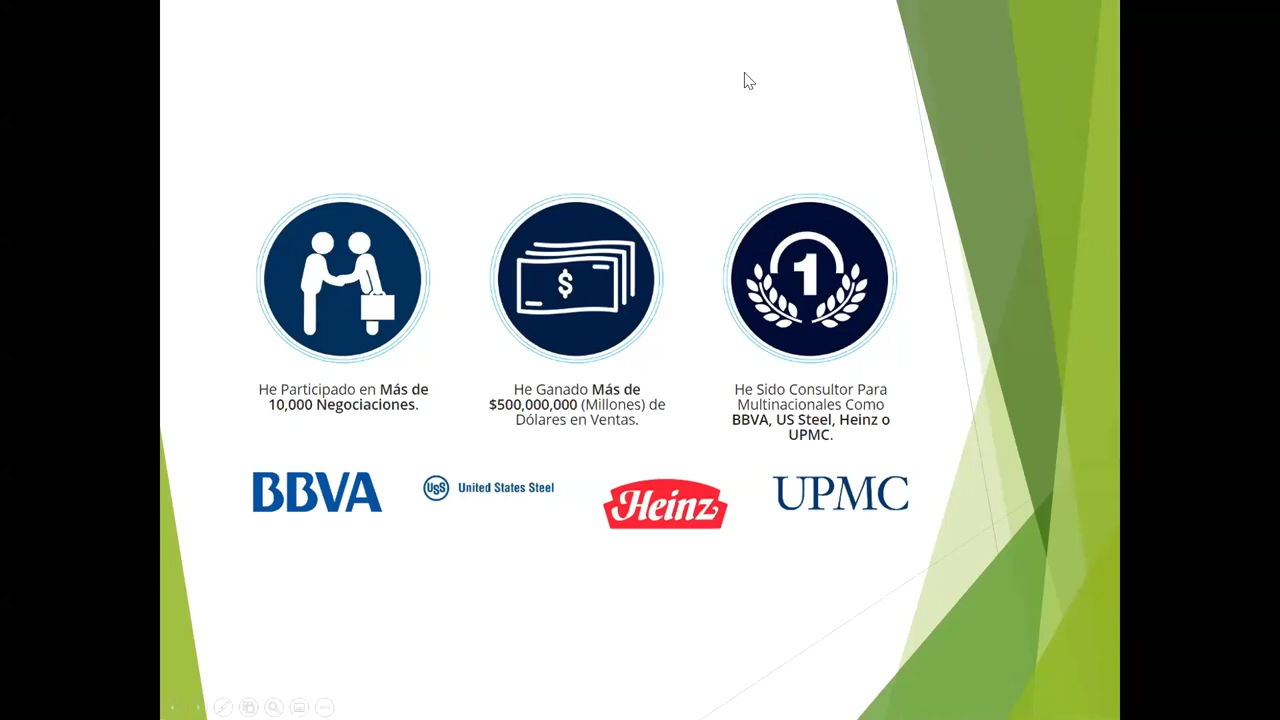 $
1
He Participado en Más de
10,000 Negociaciones.
He Ganado Más de
$500,000,000 (Millones) de
Dólares en Ventas.
He Sido Consultor Para
Multinacionales Como
BBVA, US Steel, Heinz o
UPMC.
BBVA
USS United States Steel
Heinz
UPMC